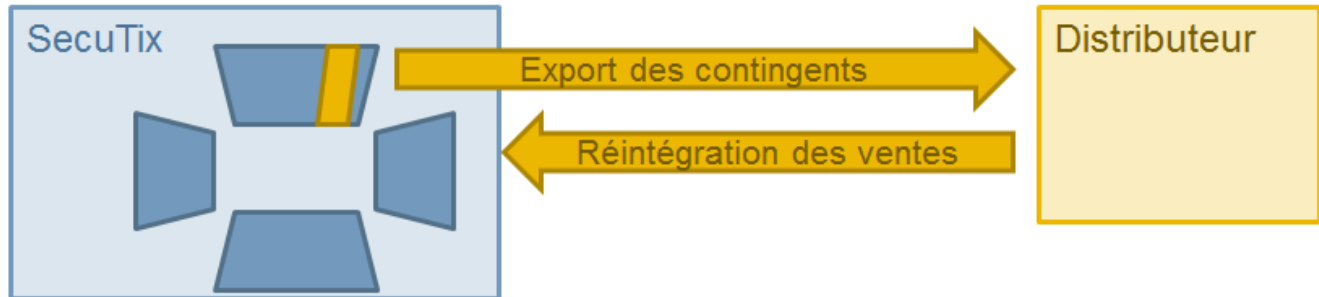 SecuTix
Distributeur
Export des contingents
Réintégration des ventes